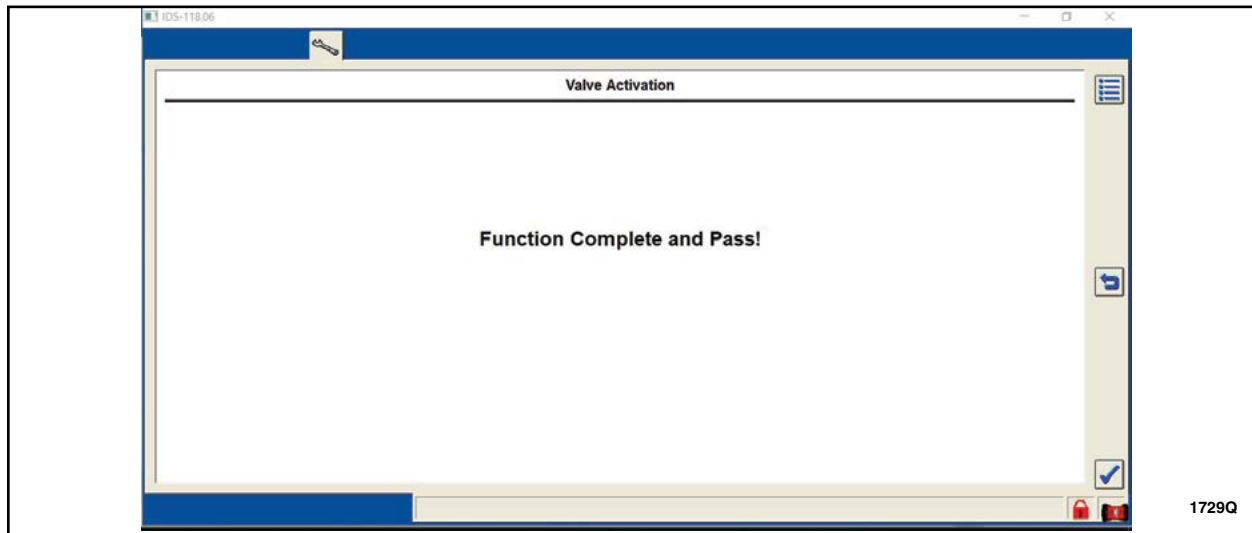 IDS-118.06
Valve Activation
Function Complete and Pass!
1729Q